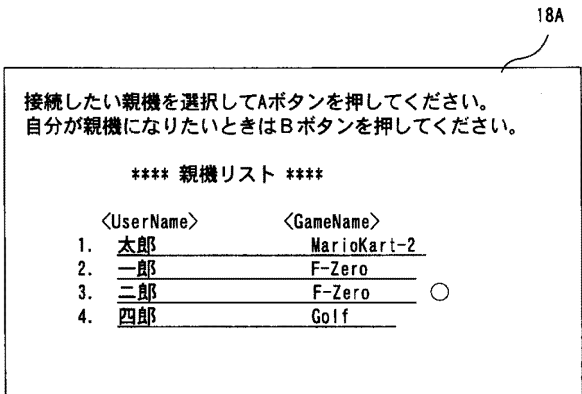 18A
接続したい親機を選択してAボタンを押してください。
自分が親機になりたいときはBボタンを押してください。
**** 親機リスト ****
<UserName> <GameName>
1. 太郎 MarioKart-2
2. 一郎 F-Zero
3. 二郎 F-Zero ○
4. 四郎 Golf